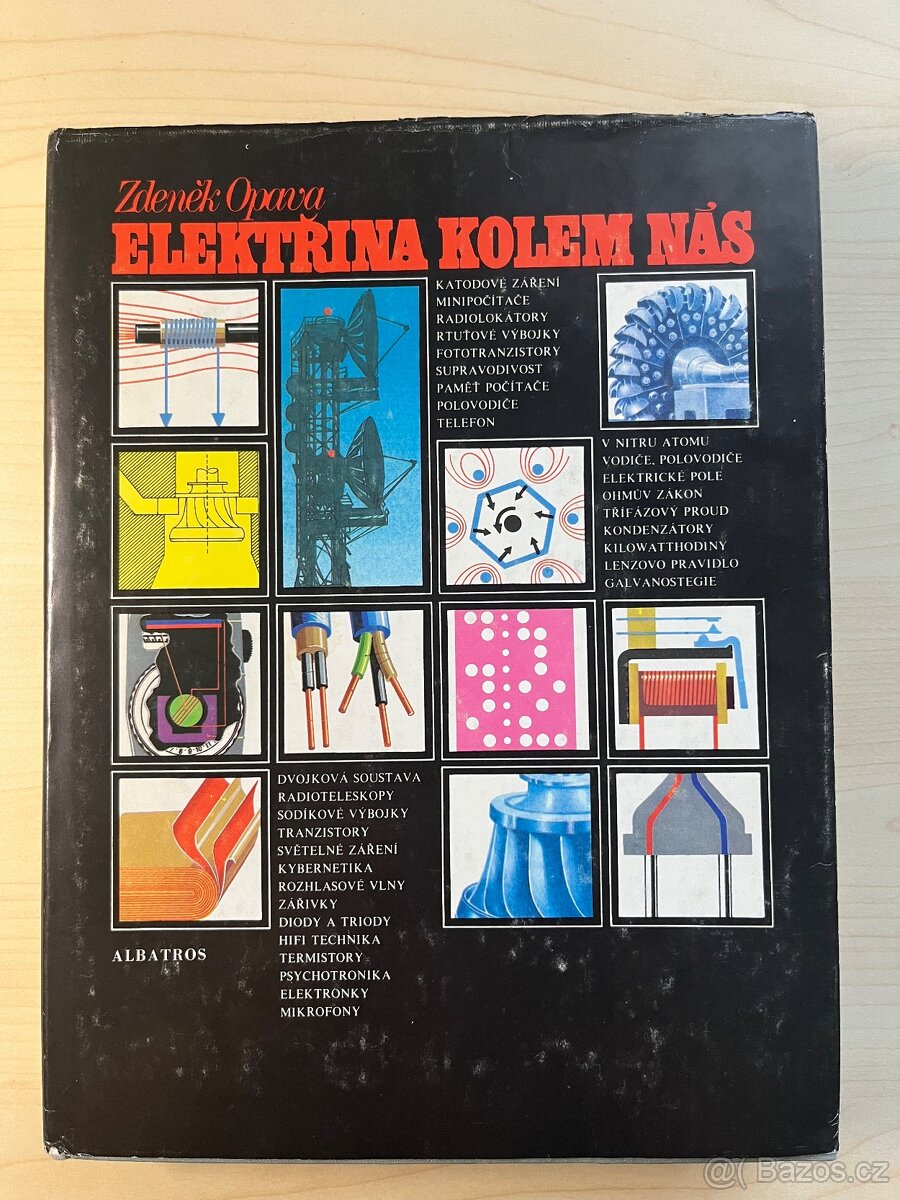 Zdeněk Opava
ELEKTŘINA KOLEM NÁS
KATODOVÉ ZÁŘENÍ
MINIPOČÍTAČE
RADIOLOKÁTORY
RTUŤOVÉ VÝBOJKY
FOTOTRANZISTORY
SUPRAVODIVOST
PAMĚŤ POČÍTAČE
POLOVODIČE
TELEFON
V NITRU ATOMU
VODIČE, POLOVODIČE
ELEKTRICKÉ POLE
OHMŮV ZÁKON
TŘÍFÁZOVÝ PROUD
KONDENZÁTORY
KILOWATTHODINY
LENZOVO PRAVIDLO
GALVANOSTEGIE
DVOJKOVÁ SOUSTAVA
RADIOTELESKOPY
SODÍKOVÉ VÝBOJKY
TRANZISTORY
SVĚTELNÉ ZÁŘENÍ
KYBERNETIKA
ROZHLASOVÉ VLNY
ZÁŘIVKY
DIODY A TRIODY
HIFI TECHNIKA
TERMISTORY
PSYCHOTRONIKA
ELEKTRONKY
MIKROFONY
ALBATROS
@ Bazos.cz